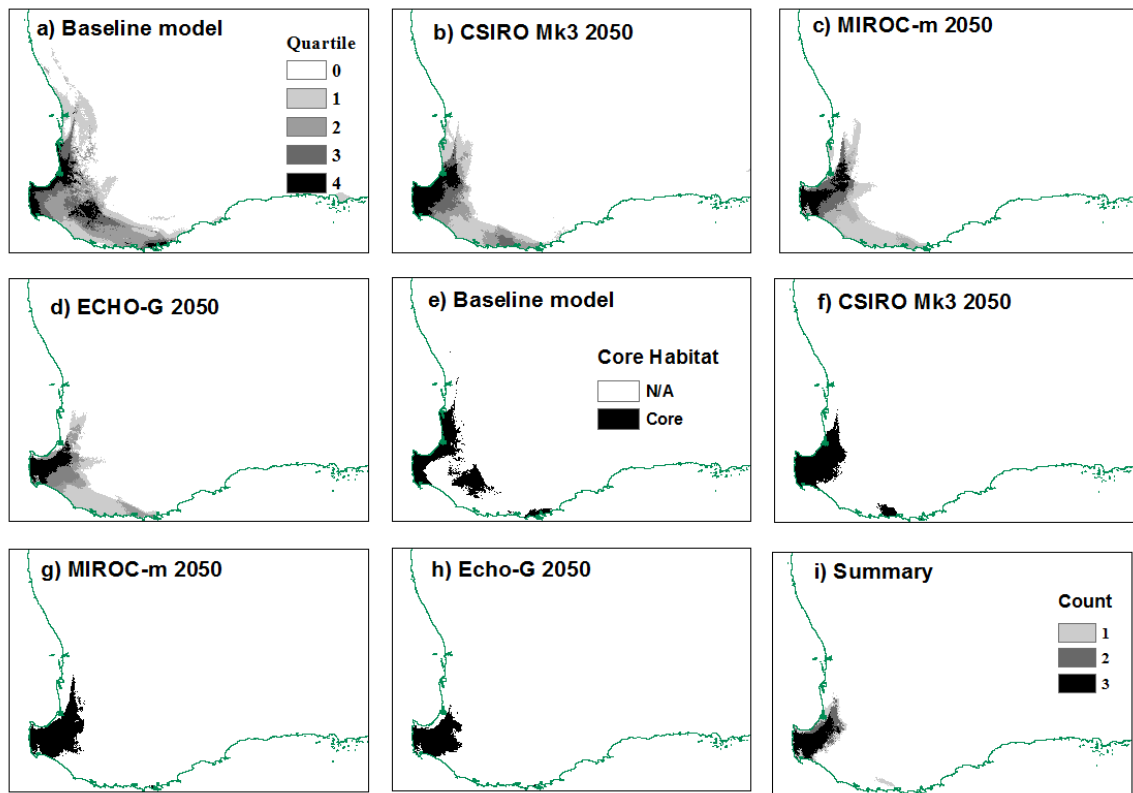 a) Baseline model
Quartile
0
1
2
3
4
b) CSIRO Mk3 2050
c) MIROC-m 2050
d) ECHO-G 2050
e) Baseline model
Core Habitat
N/A
Core
f) CSIRO Mk3 2050
g) MIROC-m 2050
h) Echo-G 2050
i) Summary
Count
1
2
3